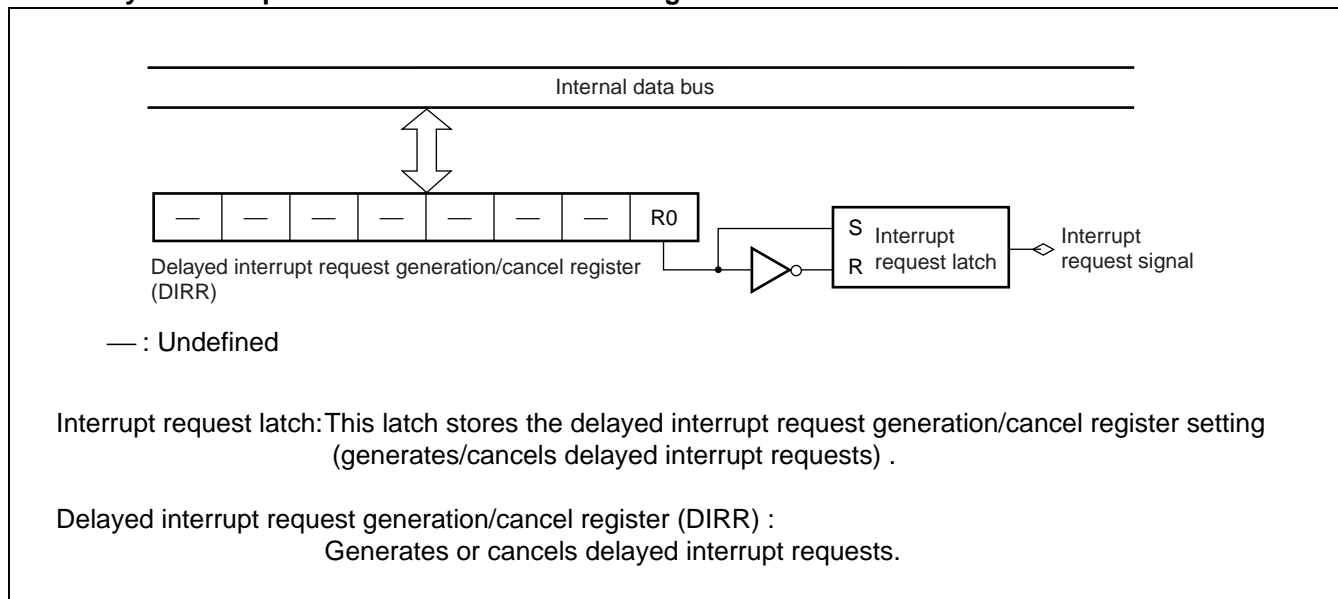 Internal data bus
— — — — — — — R0
Delayed interrupt request generation/cancel register
(DIRR)
S
R
Interrupt
request latch
Interrupt
request signal
— : Undefined
Interrupt request latch:This latch stores the delayed interrupt request generation/cancel register setting
(generates/cancels delayed interrupt requests) .
Delayed interrupt request generation/cancel register (DIRR) :
Generates or cancels delayed interrupt requests.